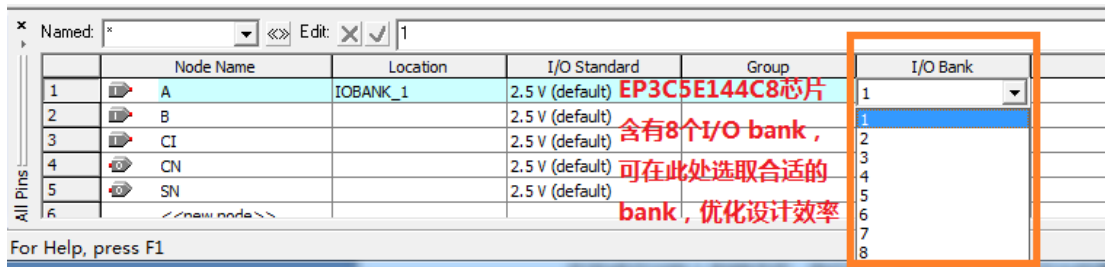 Named: * «» Edit: 1
Node Name Location I/O Standard Group I/O Bank
1 A IOBANK_1 2.5 V (default) 1
2 B 2.5 V (default)
3 CI 2.5 V (default)
4 CN 2.5 V (default)
5 SN 2.5 V (default)
6 <<new node>>
EP3C5E144C8芯片
含有8个I/O bank，
可在此处选取合适的
bank，优化设计效率
1
2
3
4
5
6
7
8
All Pins
For Help, press F1